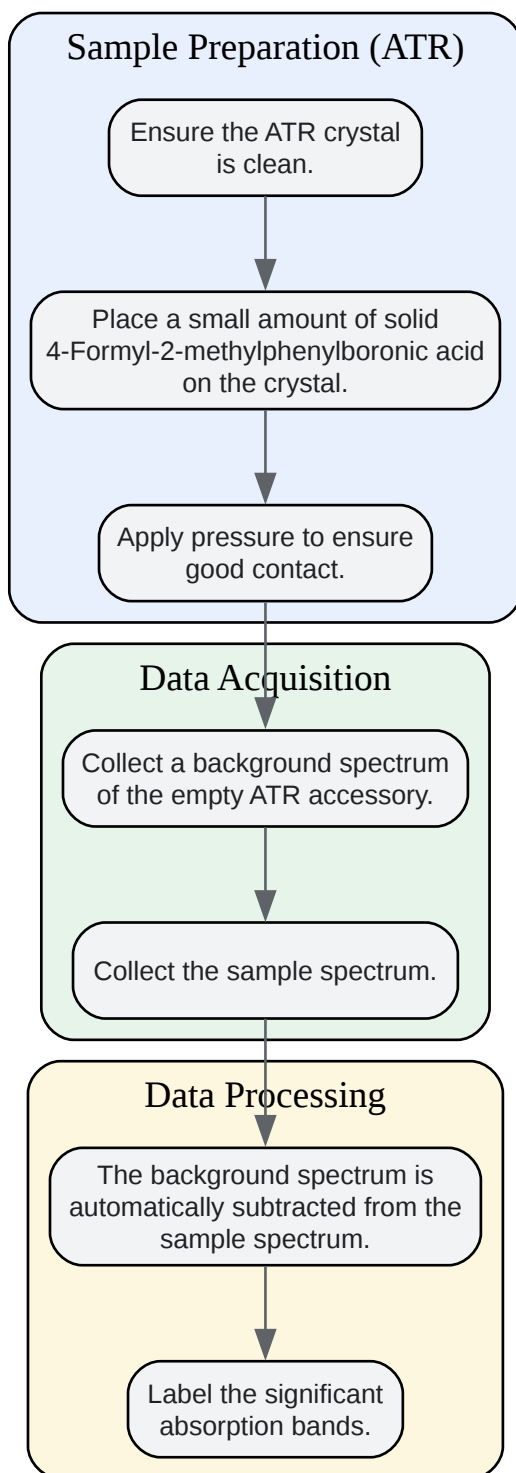 Sample Preparation (ATR)
Ensure the ATR crystal
is clean.
Place a small amount of solid
4-Formyl-2-methylphenylboronic acid
on the crystal.
Apply pressure to ensure
good contact.
Data Acquisition
Collect a background spectrum
of the empty ATR accessory.
Collect the sample spectrum.
Data Processing
The background spectrum is
automatically subtracted from the
sample spectrum.
Label the significant
absorption bands.